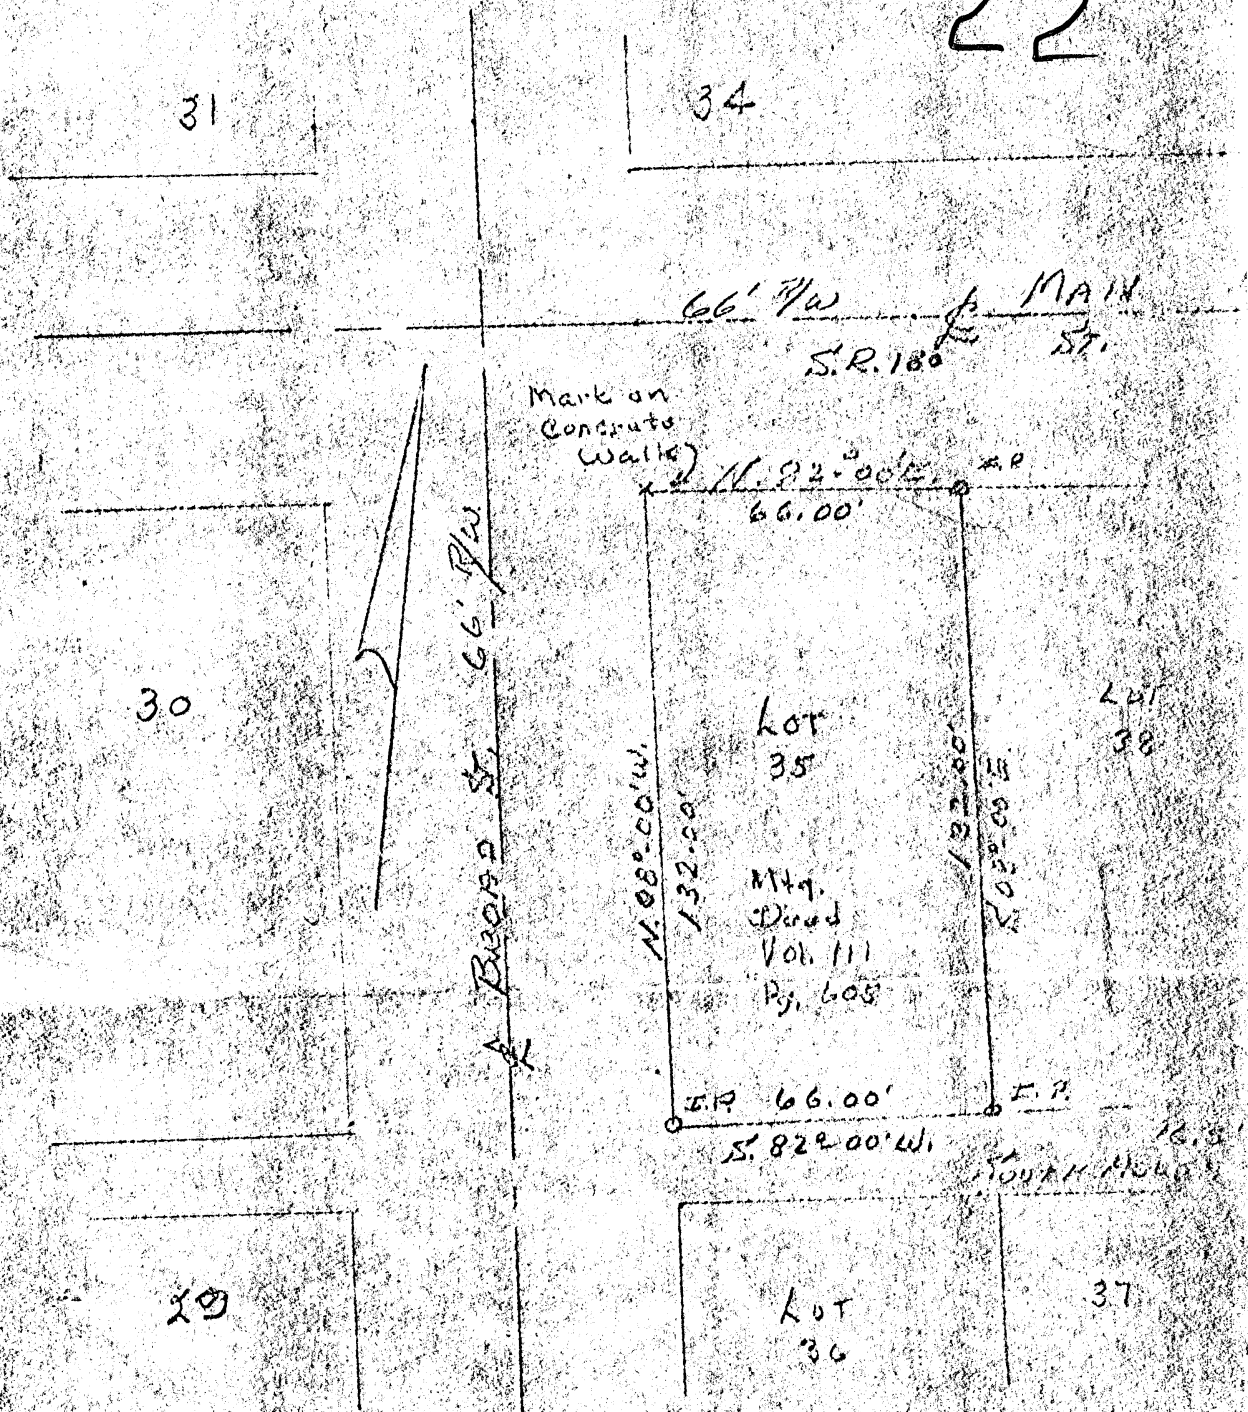 22
31
34
66' R/W
℄ MAIN
ST.
S.R. 180
Mark on
Concrete
Walk
N. 82°-00'E.
I.P.
66.00'
66' R/W
30
Lot
35
Lot
38
N. 08°-00'W.
132.00'
132.00'
S 08°-00'E
Mtg.
Deed
Vol. 111
Pg. 605
BROAD ST,
℄
I.P. 66.00'
I.P.
S. 82°00'W.
16.5'
SOUTH
29
Lot
36
37